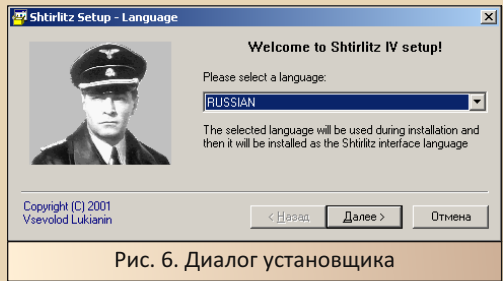 Shtirlitz Setup - Language
Welcome to Shtirlitz IV setup!
Please select a language:
RUSSIAN
The selected language will be used during installation and
then it will be installed as the Shtirlitz interface language
Copyright (C) 2001
Vsevolod Lukianin
< Назад
Далее >
Отмена
Рис. 6. Диалог установщика